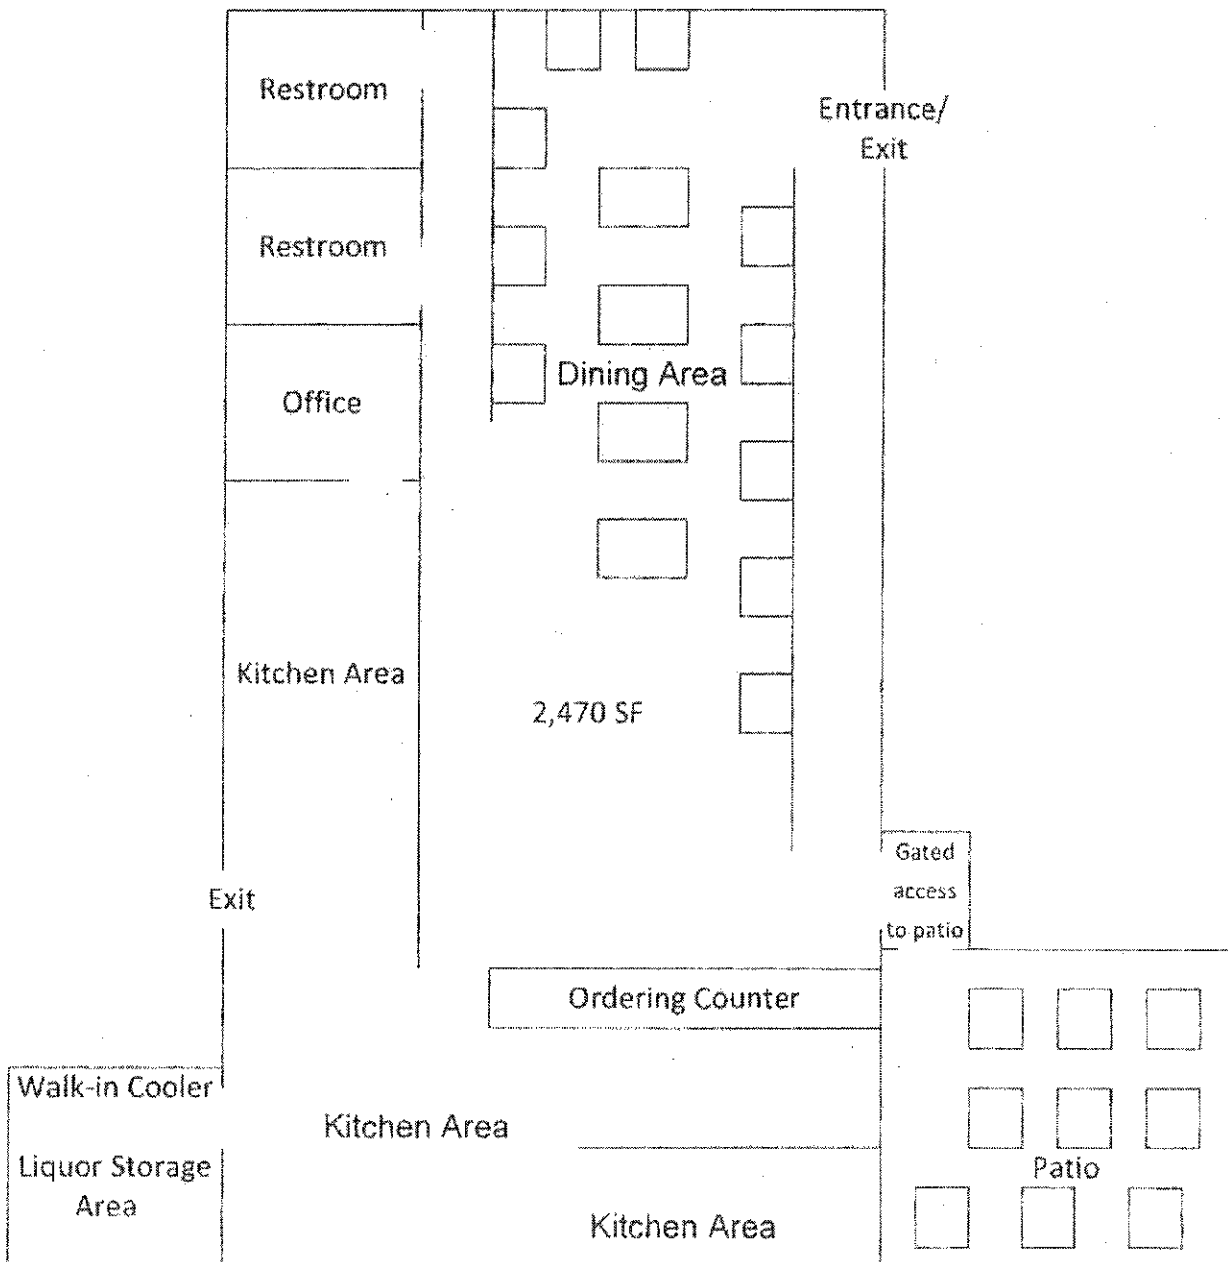 Restroom
Entrance/
Exit
Restroom
Dining Area
Office
Kitchen Area
2,470 SF
Gated
access
to patio
Exit
Ordering Counter
Walk-in Cooler
Kitchen Area
Liquor Storage
Area
Patio
Kitchen Area